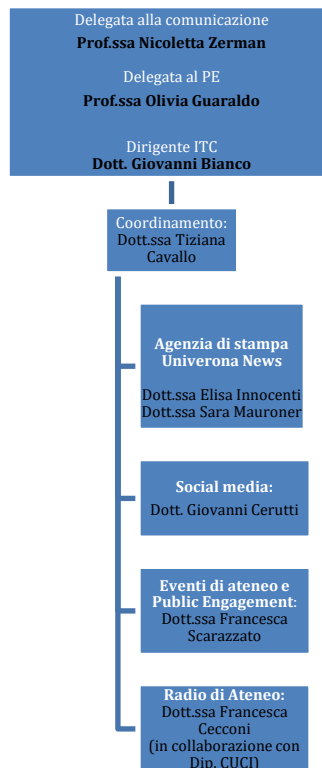 Delegata alla comunicazione
Prof.ssa Nicoletta Zerman
Delegata al PE
Prof.ssa Olivia Guaraldo
Dirigente ITC
Dott. Giovanni Bianco
Coordinamento:
Dott.ssa Tiziana
Cavallo
Agenzia di stampa
Univerona News
Dott.ssa Elisa Innocenti
Dott.ssa Sara Mauroner
Social media:
Dott. Giovanni Cerutti
Eventi di ateneo e
Public Engagement:
Dott.ssa Francesca
Scarazzato
Radio di Ateneo:
Dott.ssa Francesca
Cecconi
(in collaborazione con
Dip. CUCI)